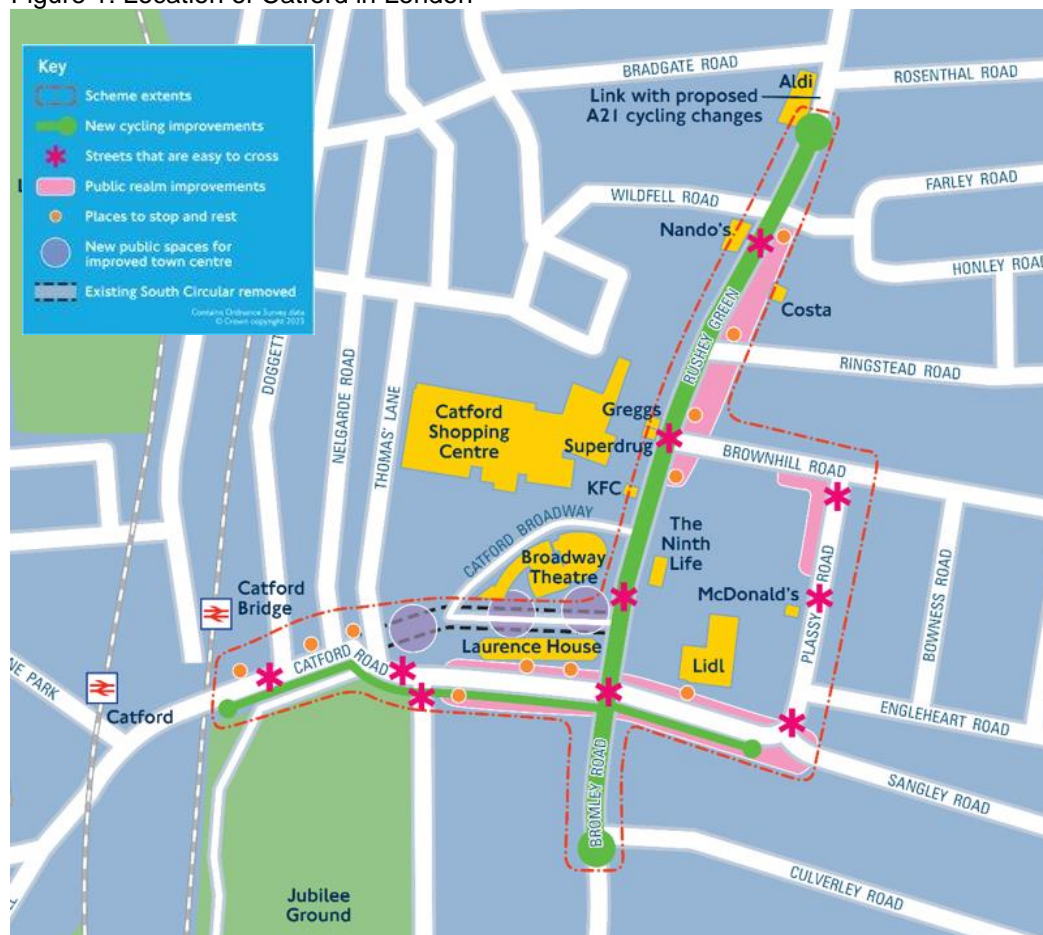 Figure 1: Location of Catford in London
Key
Scheme extents
New cycling improvements
Streets that are easy to cross
Public realm improvements
Places to stop and rest
New public spaces for
improved town centre
Existing South Circular removed
Contains Ordnance Survey data
© Crown copyright 2023
BRADGATE ROAD
Aldi
ROSENTHAL ROAD
Link with proposed
A21 cycling changes
FARLEY ROAD
WILDFELL ROAD
Nando's
HONLEY ROAD
Costa
RUSHEY GREEN
RINGSTEAD ROAD
DOGGETT
NELGARDE ROAD
THOMAS' LANE
Catford
Shopping
Centre
Greggs
Superdrug
BROWNHILL ROAD
KFC
CATFORD BROADWAY
The
Ninth
Life
Broadway
Theatre
McDonald's
PLASSY ROAD
BOWNESS ROAD
Catford
Bridge
Laurence House
CATFORD ROAD
Lidl
NE PARK
Catford
ENGLEHEART ROAD
SANGLEY ROAD
BROMLEY ROAD
CULVERLEY ROAD
Jubilee
Ground